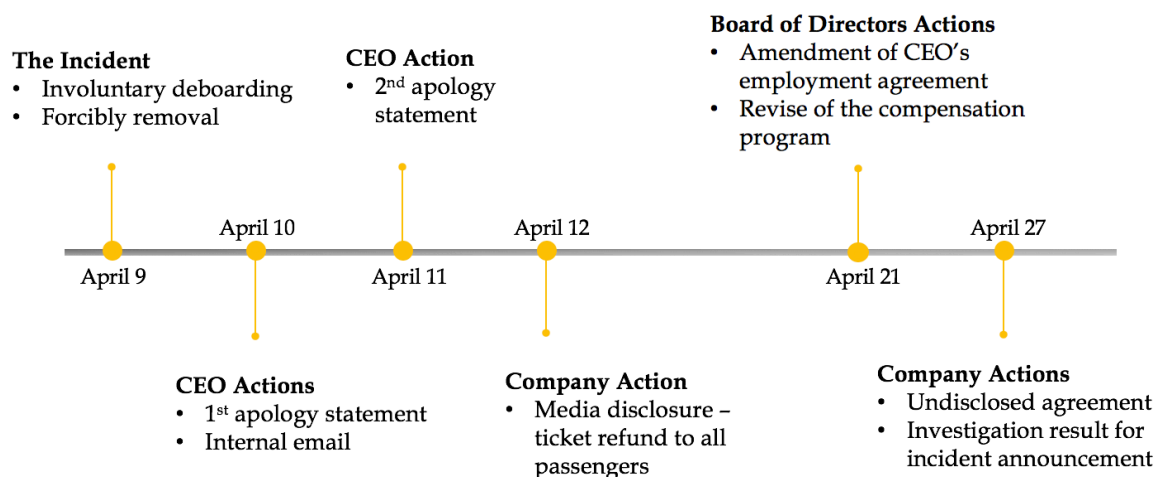 The Incident
• Involuntary deboarding
• Forcibly removal
April 9
April 10
CEO Actions
• 1st apology statement
• Internal email
CEO Action
• 2nd apology
statement
April 11
April 12
Company Action
• Media disclosure –
ticket refund to all
passengers
Board of Directors Actions
• Amendment of CEO’s
employment agreement
• Revise of the compensation
program
April 21
April 27
Company Actions
• Undisclosed agreement
• Investigation result for
incident announcement